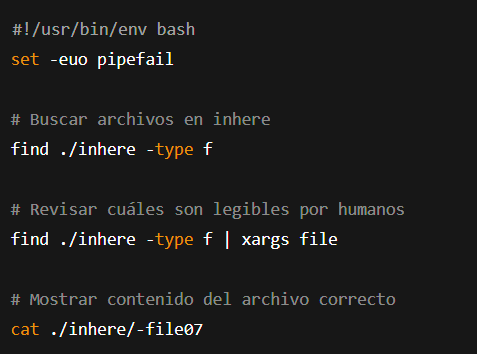 #!/usr/bin/env bash
set -euo pipefail
# Buscar archivos en inhere
find ./inhere -type f
# Revisar cuáles son legibles por humanos
find ./inhere -type f | xargs file
# Mostrar contenido del archivo correcto
cat ./inhere/-file07